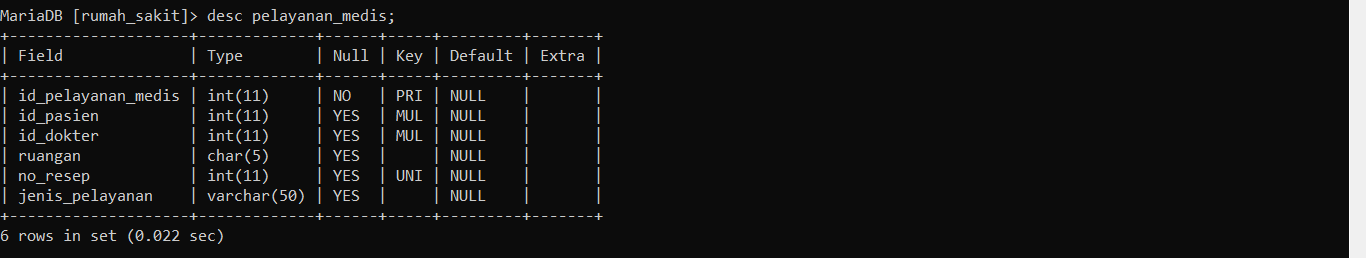 MariaDB [rumah_sakit]> desc pelayanan_medis;
+--------------------+-------------+------+-----+---------+-------+
| Field              | Type        | Null | Key | Default | Extra |
+--------------------+-------------+------+-----+---------+-------+
| id_pelayanan_medis | int(11)     | NO   | PRI | NULL    |       |
| id_pasien          | int(11)     | YES  | MUL | NULL    |       |
| id_dokter          | int(11)     | YES  | MUL | NULL    |       |
| ruangan            | char(5)     | YES  |     | NULL    |       |
| no_resep           | int(11)     | YES  | UNI | NULL    |       |
| jenis_pelayanan    | varchar(50) | YES  |     | NULL    |       |
+--------------------+-------------+------+-----+---------+-------+
6 rows in set (0.022 sec)